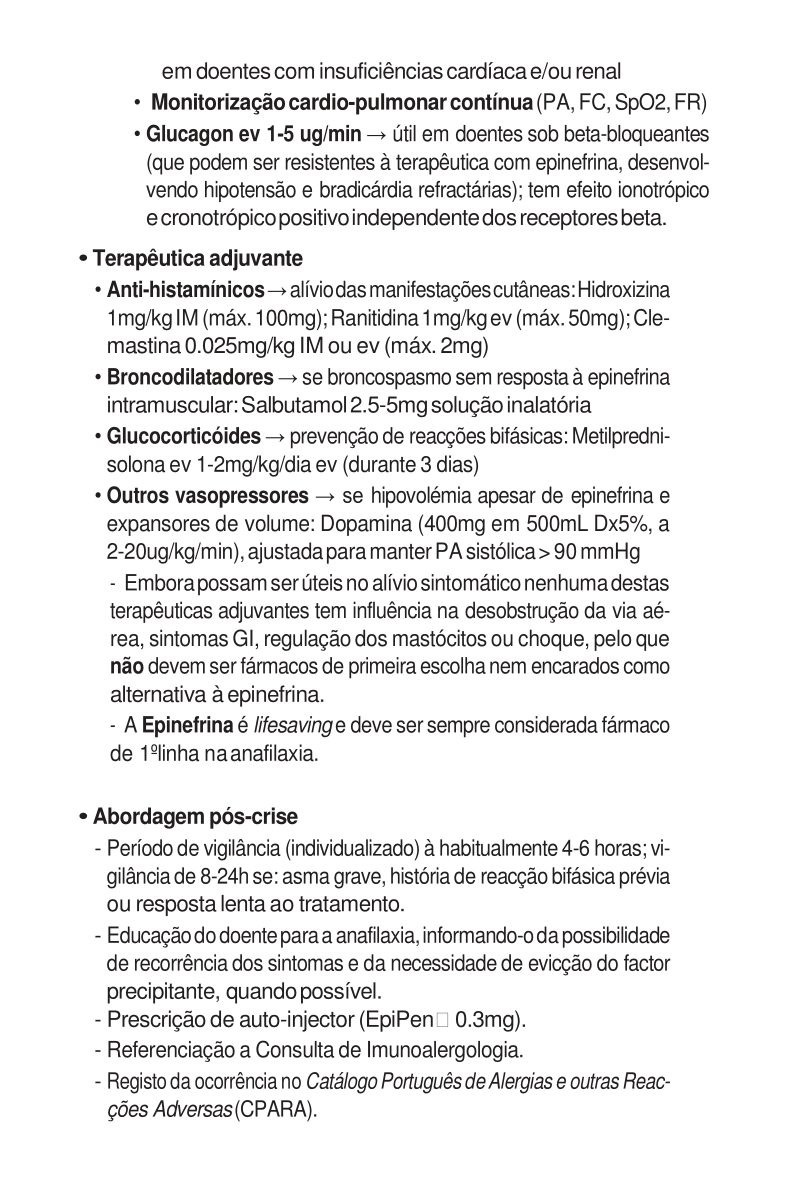 em doentes com insuficiências cardíaca e/ou renal
• Monitorização cardio-pulmonar contínua (PA, FC, SpO2, FR)
• Glucagon ev 1-5 ug/min → útil em doentes sob beta-bloqueantes
(que podem ser resistentes à terapêutica com epinefrina, desenvol-
vendo hipotensão e bradicárdia refractárias); tem efeito ionotrópico
e cronotrópico positivo independente dos receptores beta.
• Terapêutica adjuvante
• Anti-histamínicos → alívio das manifestações cutâneas: Hidroxizina
1mg/kg IM (máx. 100mg); Ranitidina 1mg/kg ev (máx. 50mg); Cle-
mastina 0.025mg/kg IM ou ev (máx. 2mg)
• Broncodilatadores → se broncospasmo sem resposta à epinefrina
intramuscular: Salbutamol 2.5-5mg solução inalatória
• Glucocorticóides → prevenção de reacções bifásicas: Metilpredni-
solona ev 1-2mg/kg/dia ev (durante 3 dias)
• Outros vasopressores → se hipovolémia apesar de epinefrina e
expansores de volume: Dopamina (400mg em 500mL Dx5%, a
2-20ug/kg/min), ajustada para manter PA sistólica > 90 mmHg
- Embora possam ser úteis no alívio sintomático nenhuma destas
terapêuticas adjuvantes tem influência na desobstrução da via aé-
rea, sintomas GI, regulação dos mastócitos ou choque, pelo que
não devem ser fármacos de primeira escolha nem encarados como
alternativa à epinefrina.
- A Epinefrina é lifesaving e deve ser sempre considerada fármaco
de 1ºlinha na anafilaxia.
• Abordagem pós-crise
- Período de vigilância (individualizado) à habitualmente 4-6 horas; vi-
gilância de 8-24h se: asma grave, história de reacção bifásica prévia
ou resposta lenta ao tratamento.
- Educação do doente para a anafilaxia, informando-o da possibilidade
de recorrência dos sintomas e da necessidade de evicção do factor
precipitante, quando possível.
- Prescrição de auto-injector (EpiPen□ 0.3mg).
- Referenciação a Consulta de Imunoalergologia.
- Registo da ocorrência no Catálogo Português de Alergias e outras Reac-
ções Adversas (CPARA).